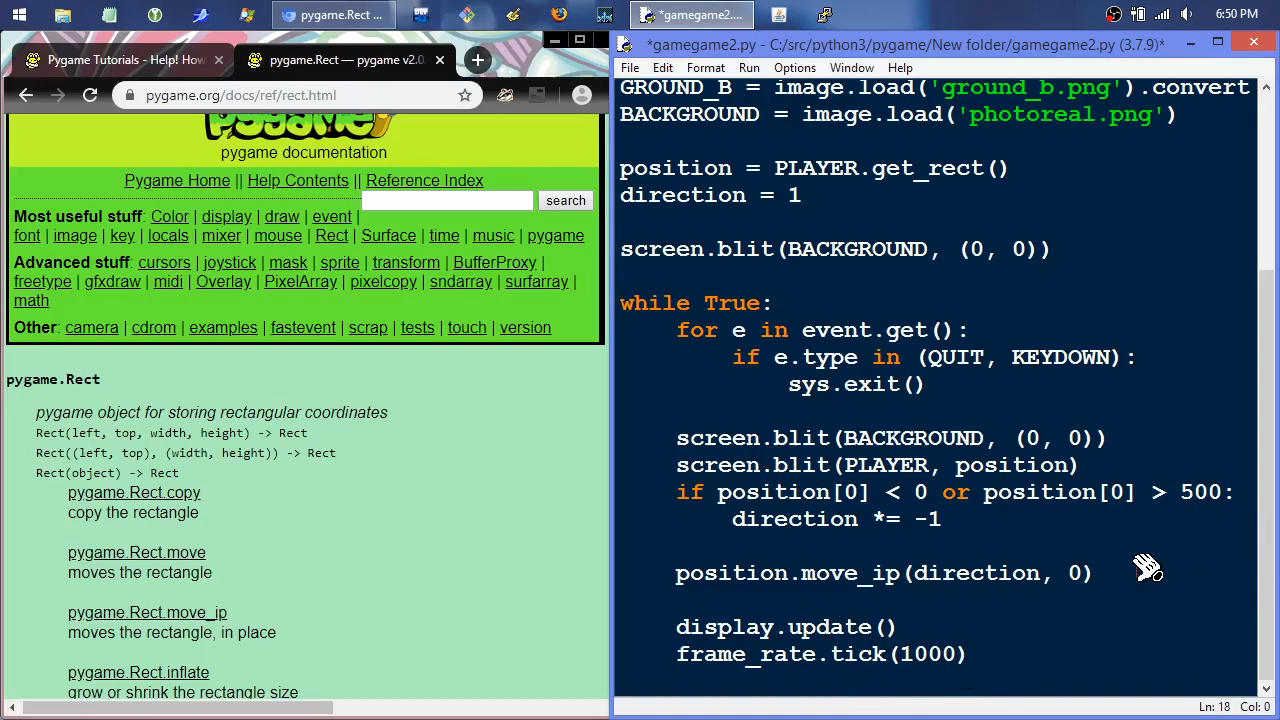 pygame.Rect ...
*gamegame2....
6:50 PM
Pygame Tutorials - Help! How
pygame.Rect — pygame v2.0.
pygame.org/docs/ref/rect.html
pygame
pygame documentation
Pygame Home || Help Contents || Reference Index
search
Most useful stuff: Color | display | draw | event |
font | image | key | locals | mixer | mouse | Rect | Surface | time | music | pygame
Advanced stuff: cursors | joystick | mask | sprite | transform | BufferProxy |
freetype | gfxdraw | midi | Overlay | PixelArray | pixelcopy | sndarray | surfarray |
math
Other: camera | cdrom | examples | fastevent | scrap | tests | touch | version
pygame.Rect
pygame object for storing rectangular coordinates
Rect(left, top, width, height) -> Rect
Rect((left, top), (width, height)) -> Rect
Rect(object) -> Rect
pygame.Rect.copy
copy the rectangle
pygame.Rect.move
moves the rectangle
pygame.Rect.move_ip
moves the rectangle, in place
pygame.Rect.inflate
grow or shrink the rectangle size
*gamegame2.py - C:/src/python3/pygame/New folder/gamegame2.py (3.7.9)*
File Edit Format Run Options Window Help
GROUND_B = image.load('ground_b.png').convert
BACKGROUND = image.load('photoreal.png')
position = PLAYER.get_rect()
direction = 1
screen.blit(BACKGROUND, (0, 0))
while True:
for e in event.get():
if e.type in (QUIT, KEYDOWN):
sys.exit()
screen.blit(BACKGROUND, (0, 0))
screen.blit(PLAYER, position)
if position[0] < 0 or position[0] > 500:
direction *= -1
position.move_ip(direction, 0)
display.update()
frame_rate.tick(1000)
Ln: 18 Col: 0